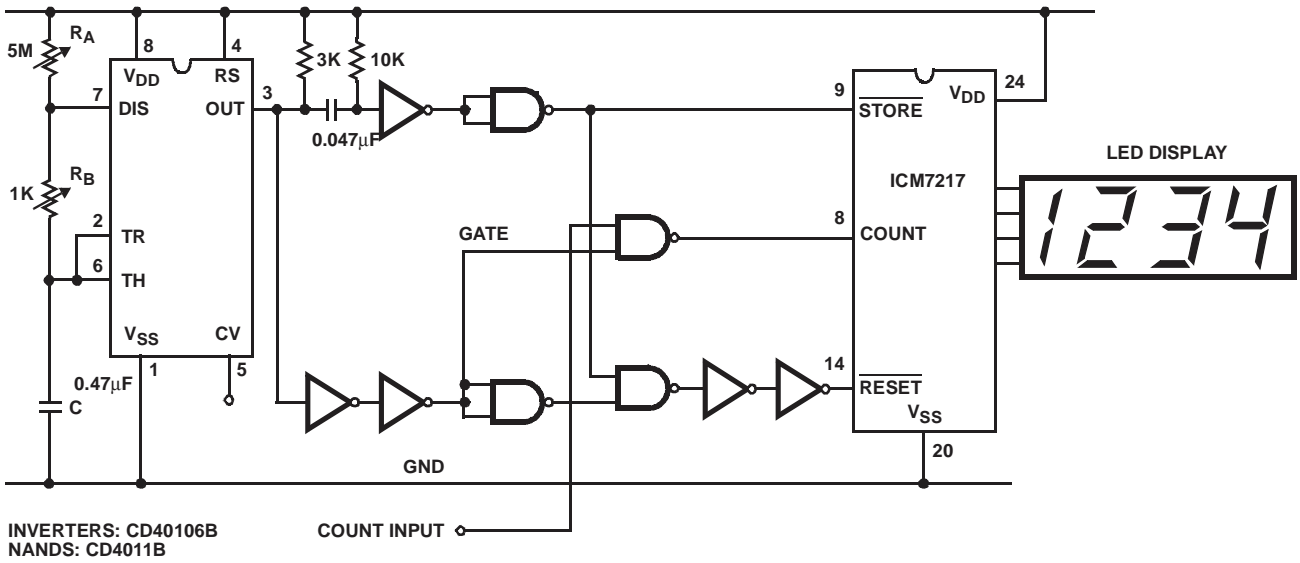 5M
RA
8
4
3K
10K
VDD
RS
7
DIS
OUT
3
0.047µF
9
STORE
VDD
24
LED DISPLAY
ICM7217
1234
1K
RB
2
TR
6
TH
GATE
8
COUNT
VSS
CV
1
5
0.47µF
C
14
RESET
VSS
20
GND
COUNT INPUT
INVERTERS: CD40106B
NANDS: CD4011B